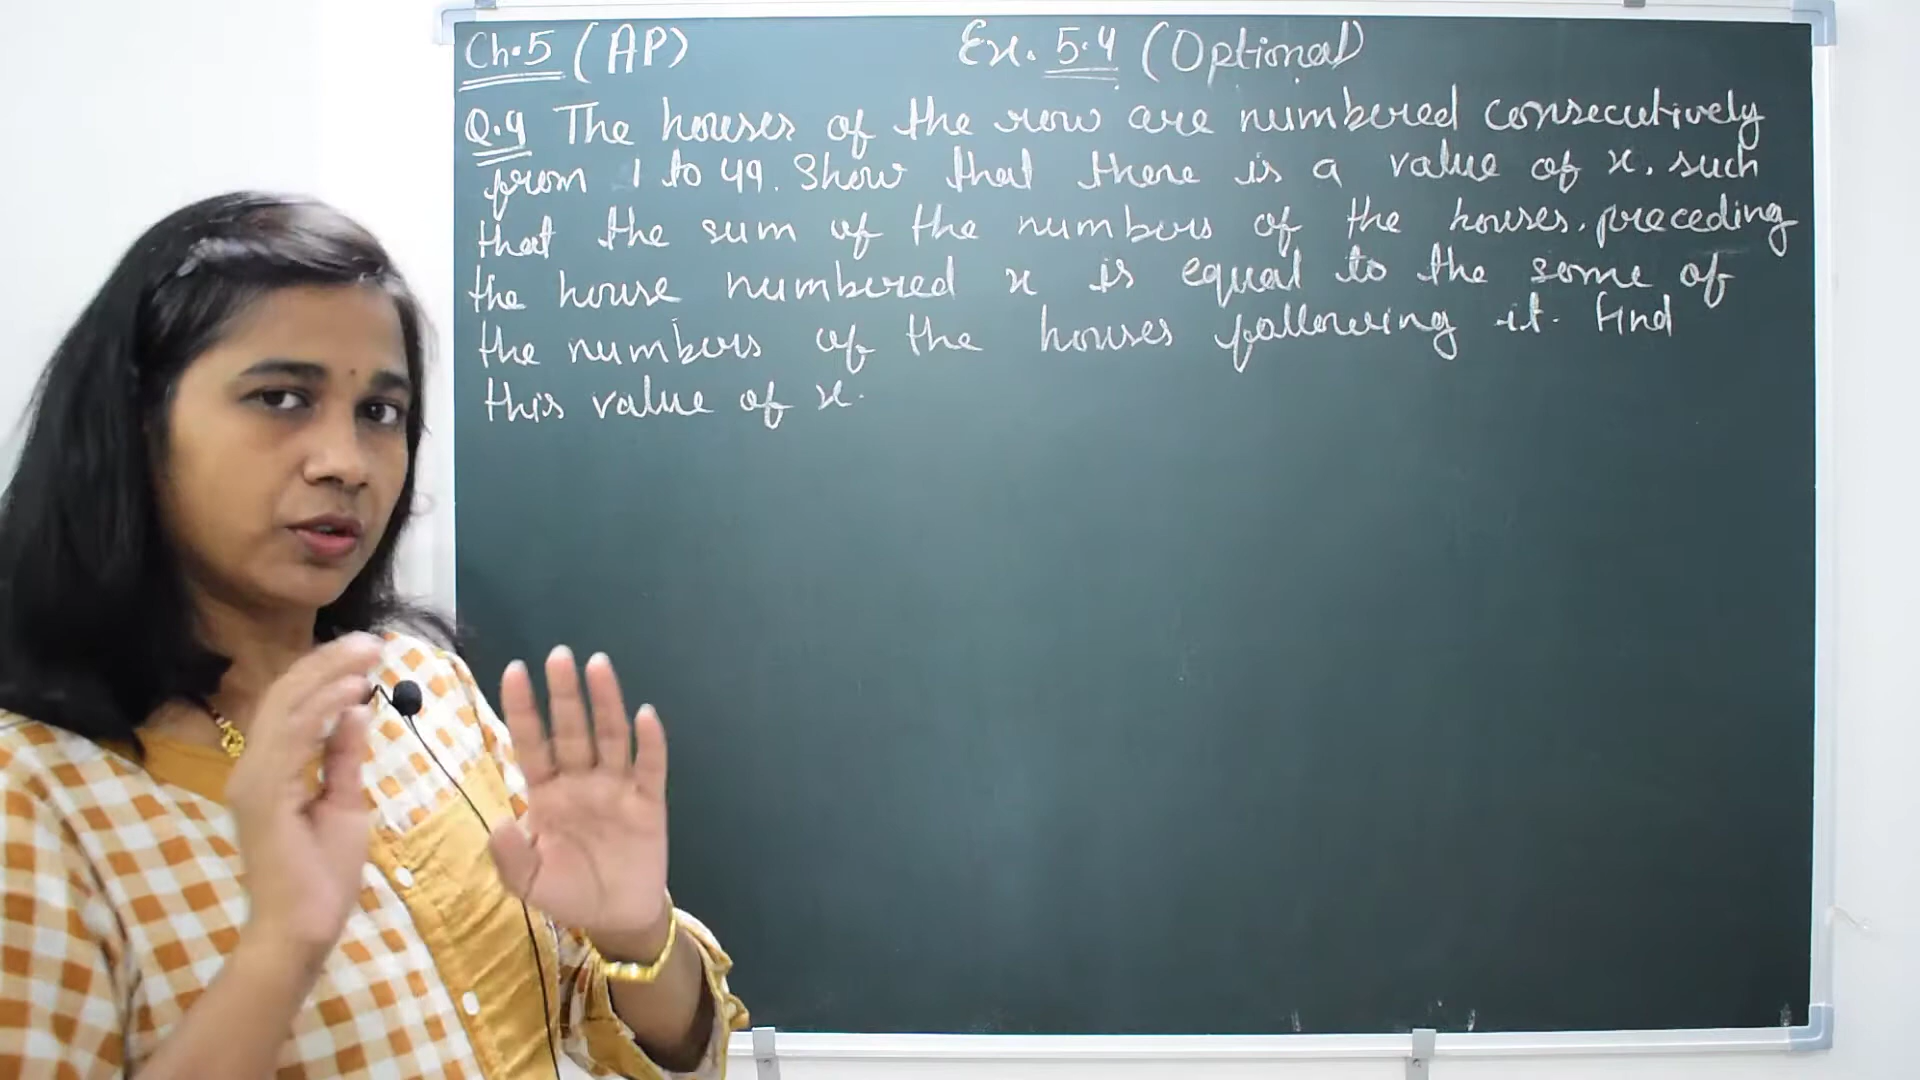 Ch.5 (AP) Ex. 5.4 (Optional)
Q.4 The houses of the row are numbered consecutively
from 1 to 49. Show that there is a value of x. such
that the sum of the numbers of the houses. preceding
the house numbered x is equal to the some of
the numbers of the houses following it. Find
this value of x.